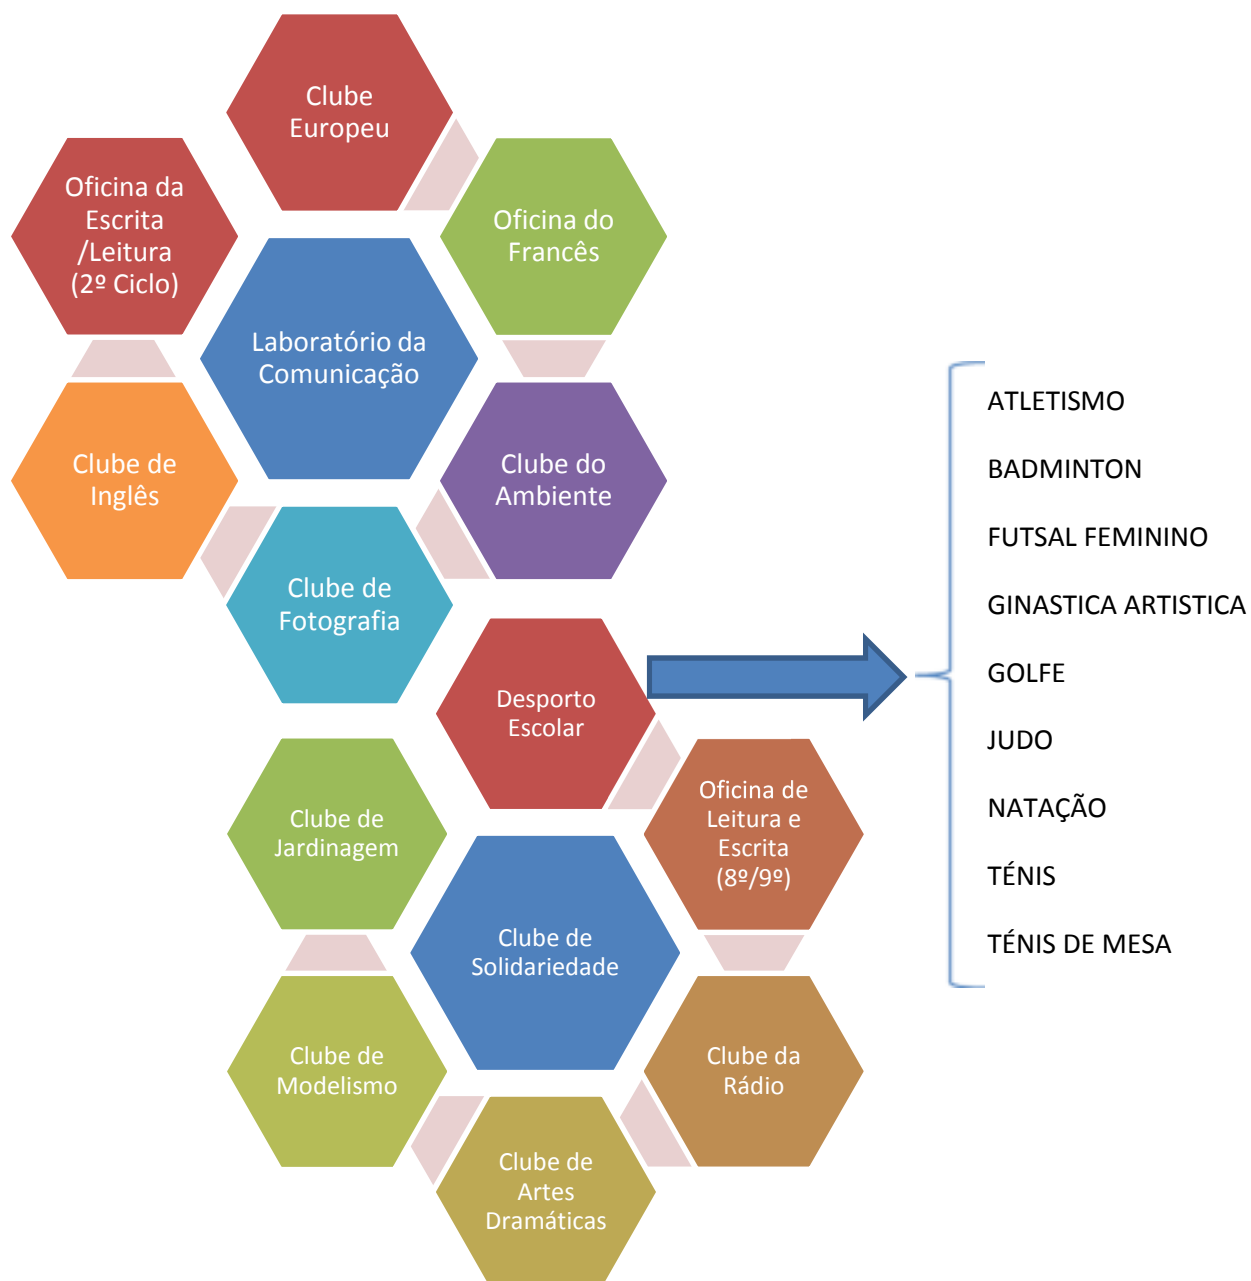 Clube
Europeu
Oficina da
Escrita
/Leitura
(2º Ciclo)
Oficina do
Francês
Laboratório da
Comunicação
Clube de
Inglês
Clube do
Ambiente
Clube de
Fotografia
Desporto
Escolar
Clube de
Jardinagem
Oficina de
Leitura e
Escrita
(8º/9º)
Clube de
Solidariedade
Clube de
Modelismo
Clube da
Rádio
Clube de
Artes
Dramáticas
ATLETISMO
BADMINTON
FUTSAL FEMININO
GINASTICA ARTISTICA
GOLFE
JUDO
NATAÇÃO
TÉNIS
TÉNIS DE MESA